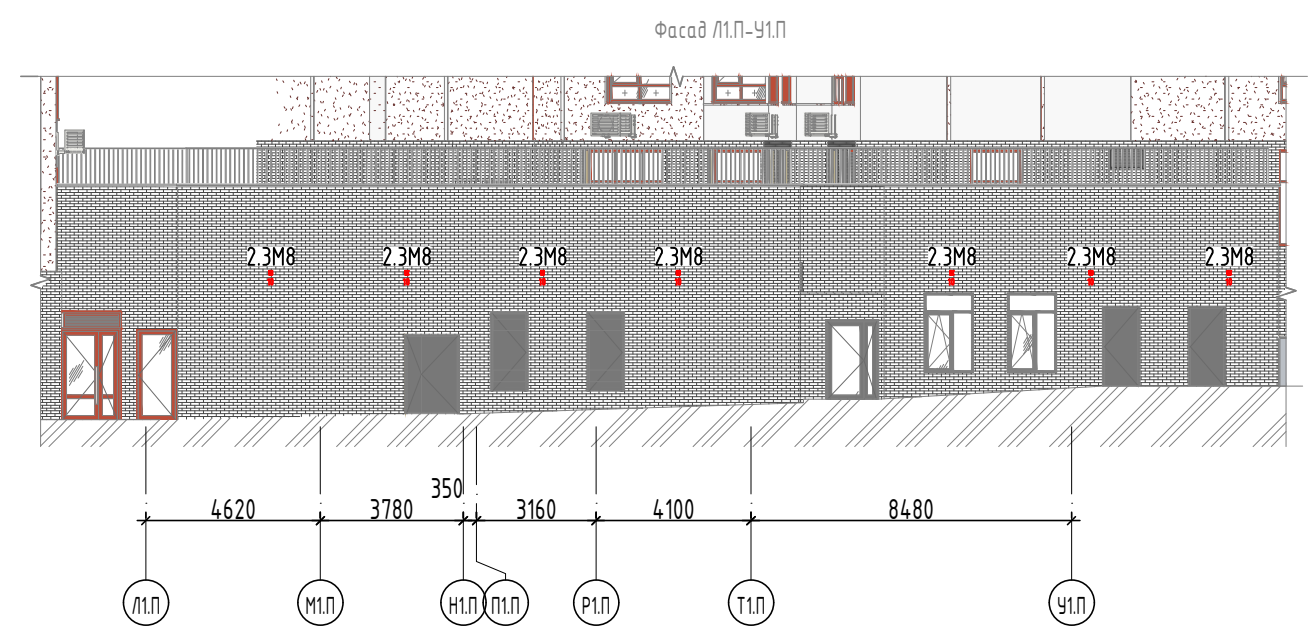 Фасад Л1.П-У1.П
2.3М8 2.3М8 2.3М8 2.3М8 2.3М8 2.3М8 2.3М8
350
4620 3780 3160 4100 8480
Л1.П М1.П Н1.П П1.П Р1.П Т1.П У1.П